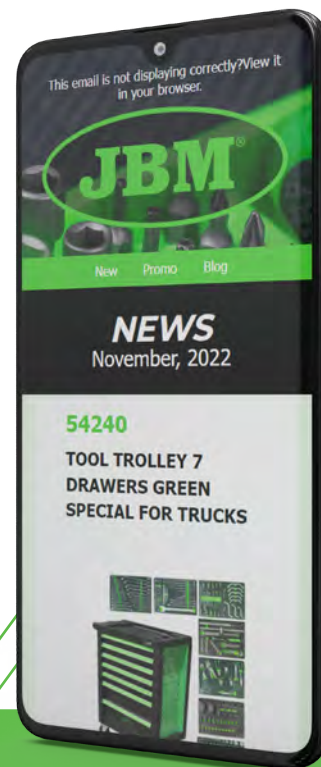 This email is not displaying correctly?View it
in your browser.
JBM®
New Promo Blog
NEWS
November, 2022
54240
TOOL TROLLEY 7
DRAWERS GREEN
SPECIAL FOR TRUCKS